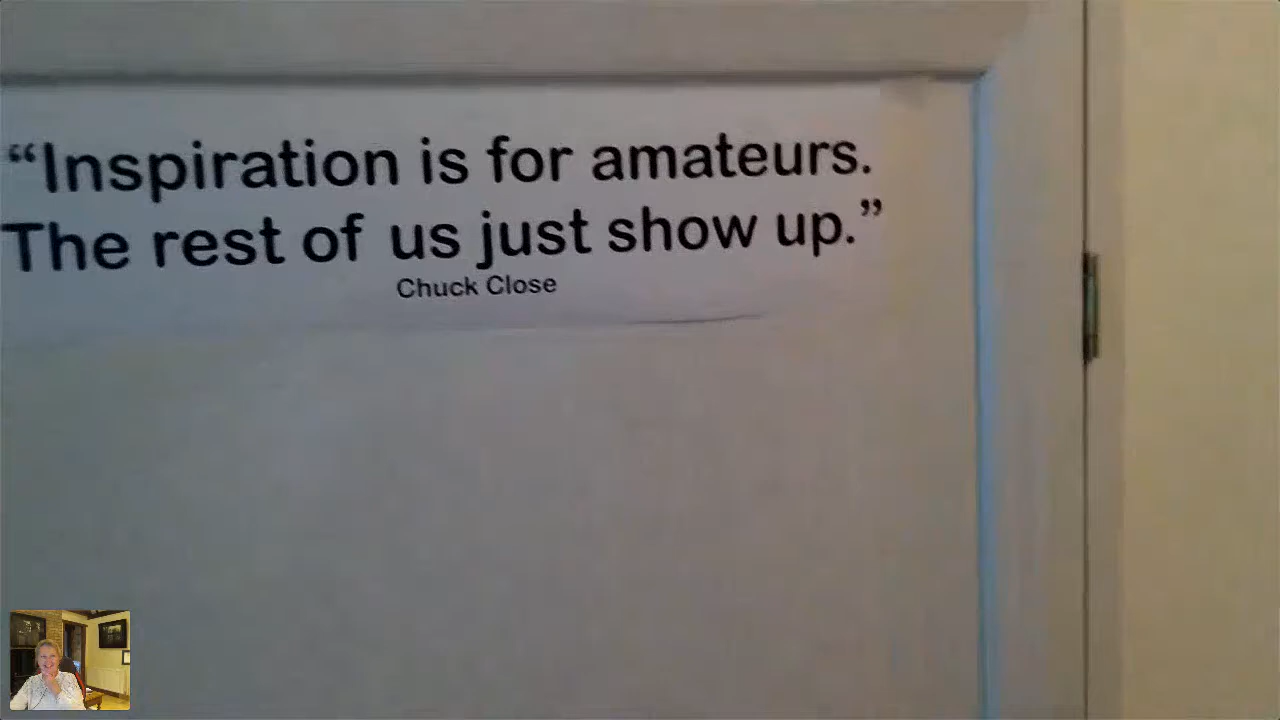 “Inspiration is for amateurs.
The rest of us just show up.”
Chuck Close